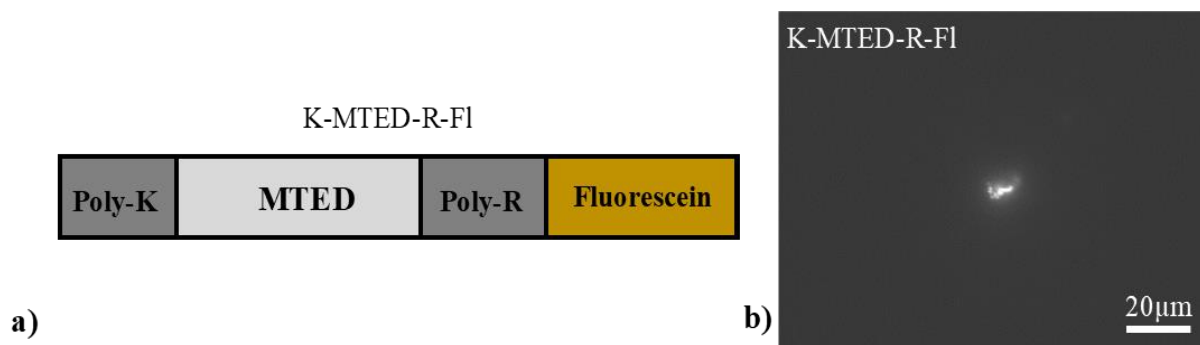 K-MTED-R-Fl
Poly-K MTED Poly-R Fluorescein
a)
K-MTED-R-Fl
20μm
b)